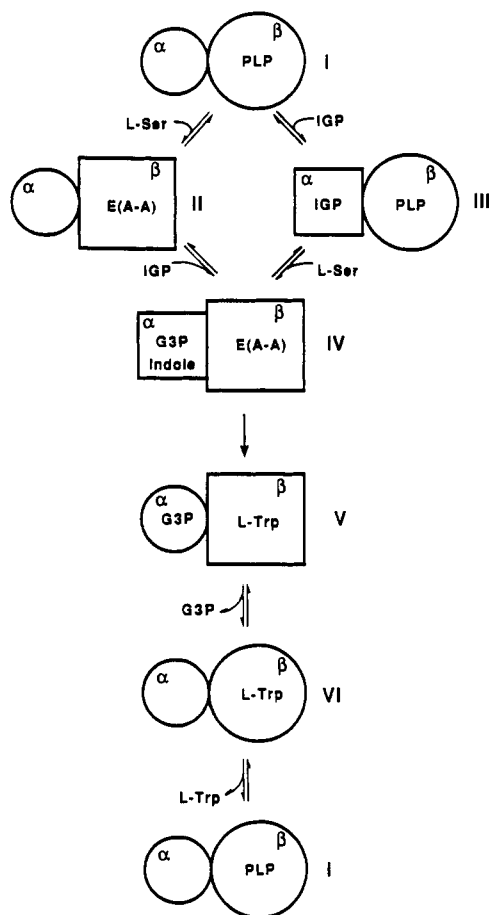 α β
PLP I
L-Ser IGP
α β
E(A-A) II
α β
IGP PLP III
IGP L-Ser
α β
G3P E(A-A) IV
Indole
α β
G3P L-Trp V
G3P
α β
L-Trp VI
L-Trp
α β
PLP I